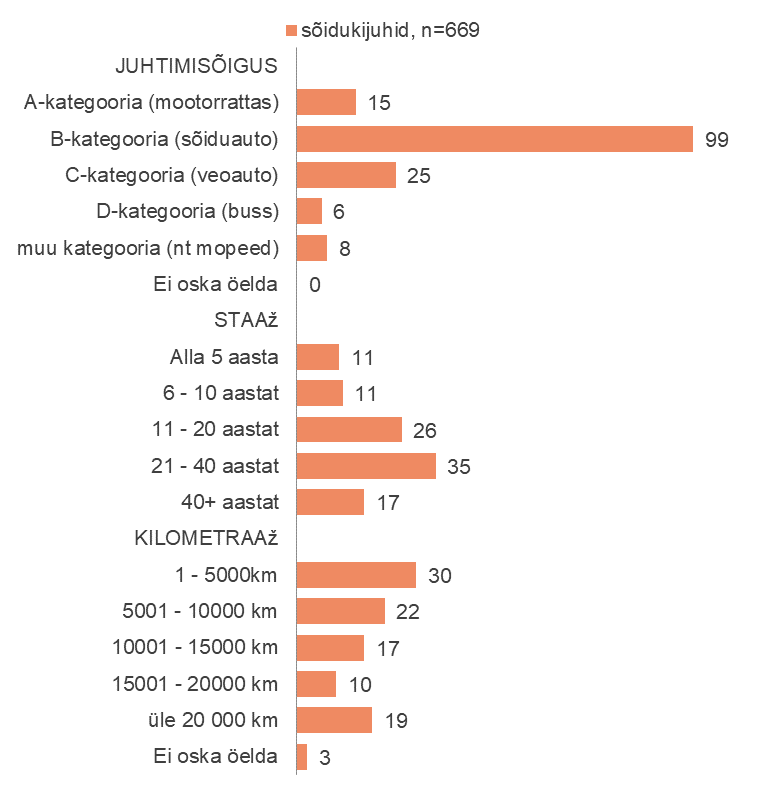 sõidukijuhid, n=669
JUHTIMISÕIGUS
A-kategooria (mootorrattas) 15
B-kategooria (sõiduauto) 99
C-kategooria (veoauto) 25
D-kategooria (buss) 6
muu kategooria (nt mopeed) 8
Ei oska öelda 0
STAAž
Alla 5 aasta 11
6 - 10 aastat 11
11 - 20 aastat 26
21 - 40 aastat 35
40+ aastat 17
KILOMETRAAž
1 - 5000km 30
5001 - 10000 km 22
10001 - 15000 km 17
15001 - 20000 km 10
üle 20 000 km 19
Ei oska öelda 3